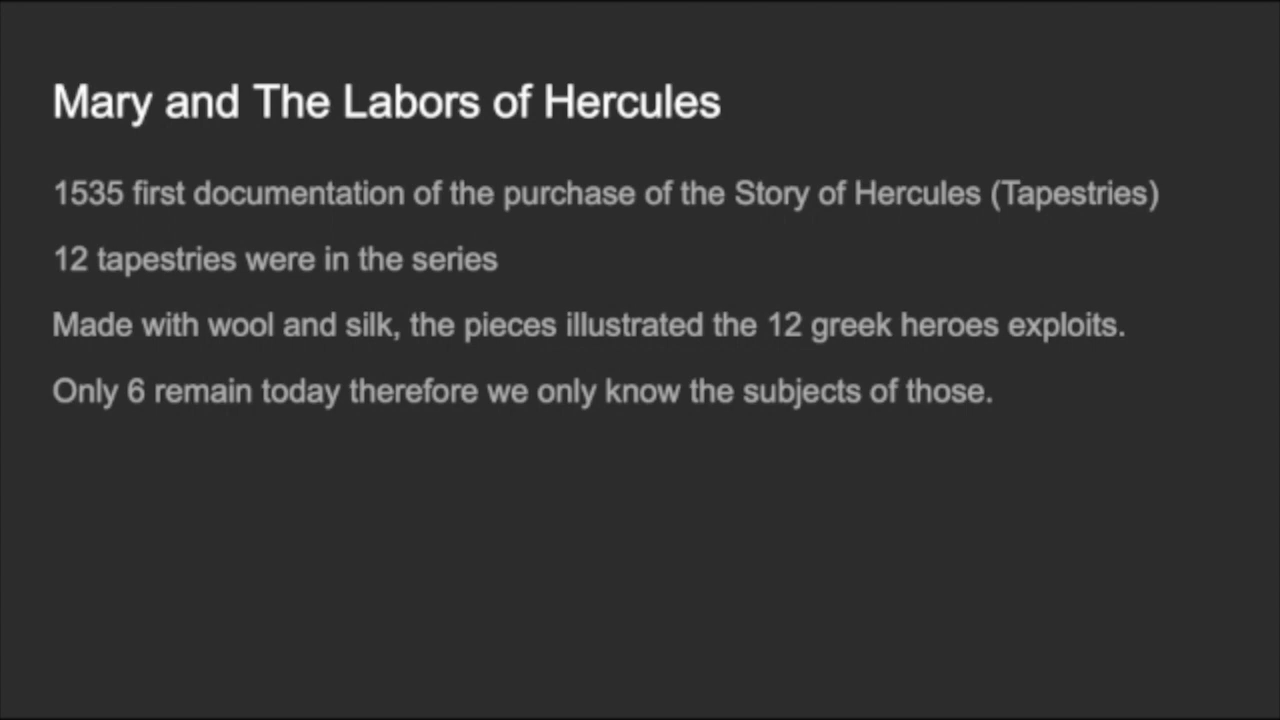 Mary and The Labors of Hercules
1535 first documentation of the purchase of the Story of Hercules (Tapestries)
12 tapestries were in the series
Made with wool and silk, the pieces illustrated the 12 greek heroes exploits.
Only 6 remain today therefore we only know the subjects of those.